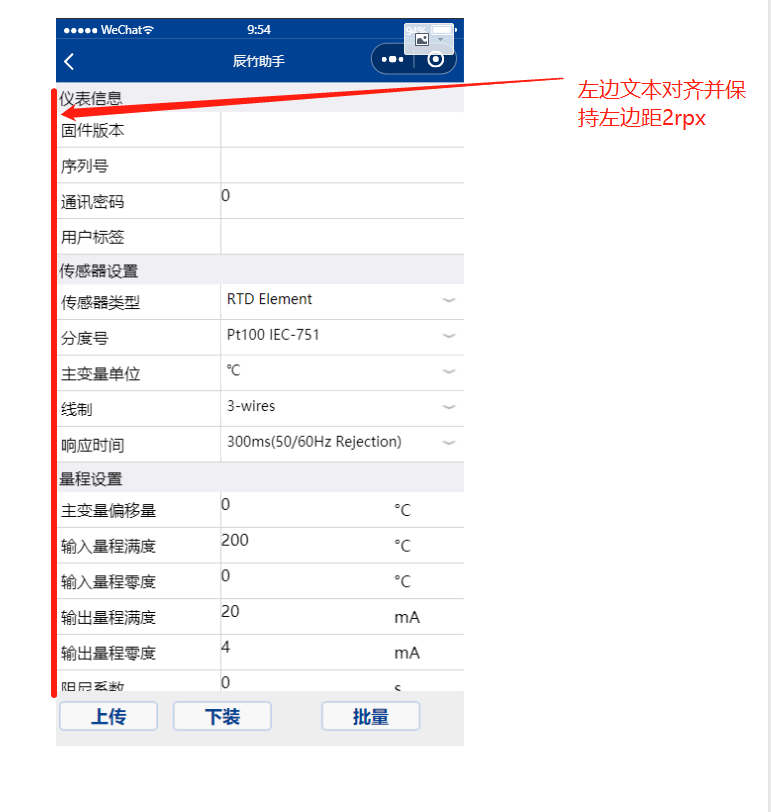 WeChat 9:54
辰竹助手
仪表信息
左边文本对齐并保
持左边距2rpx
固件版本
序列号
通讯密码 0
用户标签
传感器设置
传感器类型 RTD Element
分度号 Pt100 IEC-751
主变量单位 ℃
线制 3-wires
响应时间 300ms(50/60Hz Rejection)
量程设置
主变量偏移量 0 ℃
输入量程满度 200 ℃
输入量程零度 0 ℃
输出量程满度 20 mA
输出量程零度 4 mA
阻尼系数 0 s
上传 下装 批量